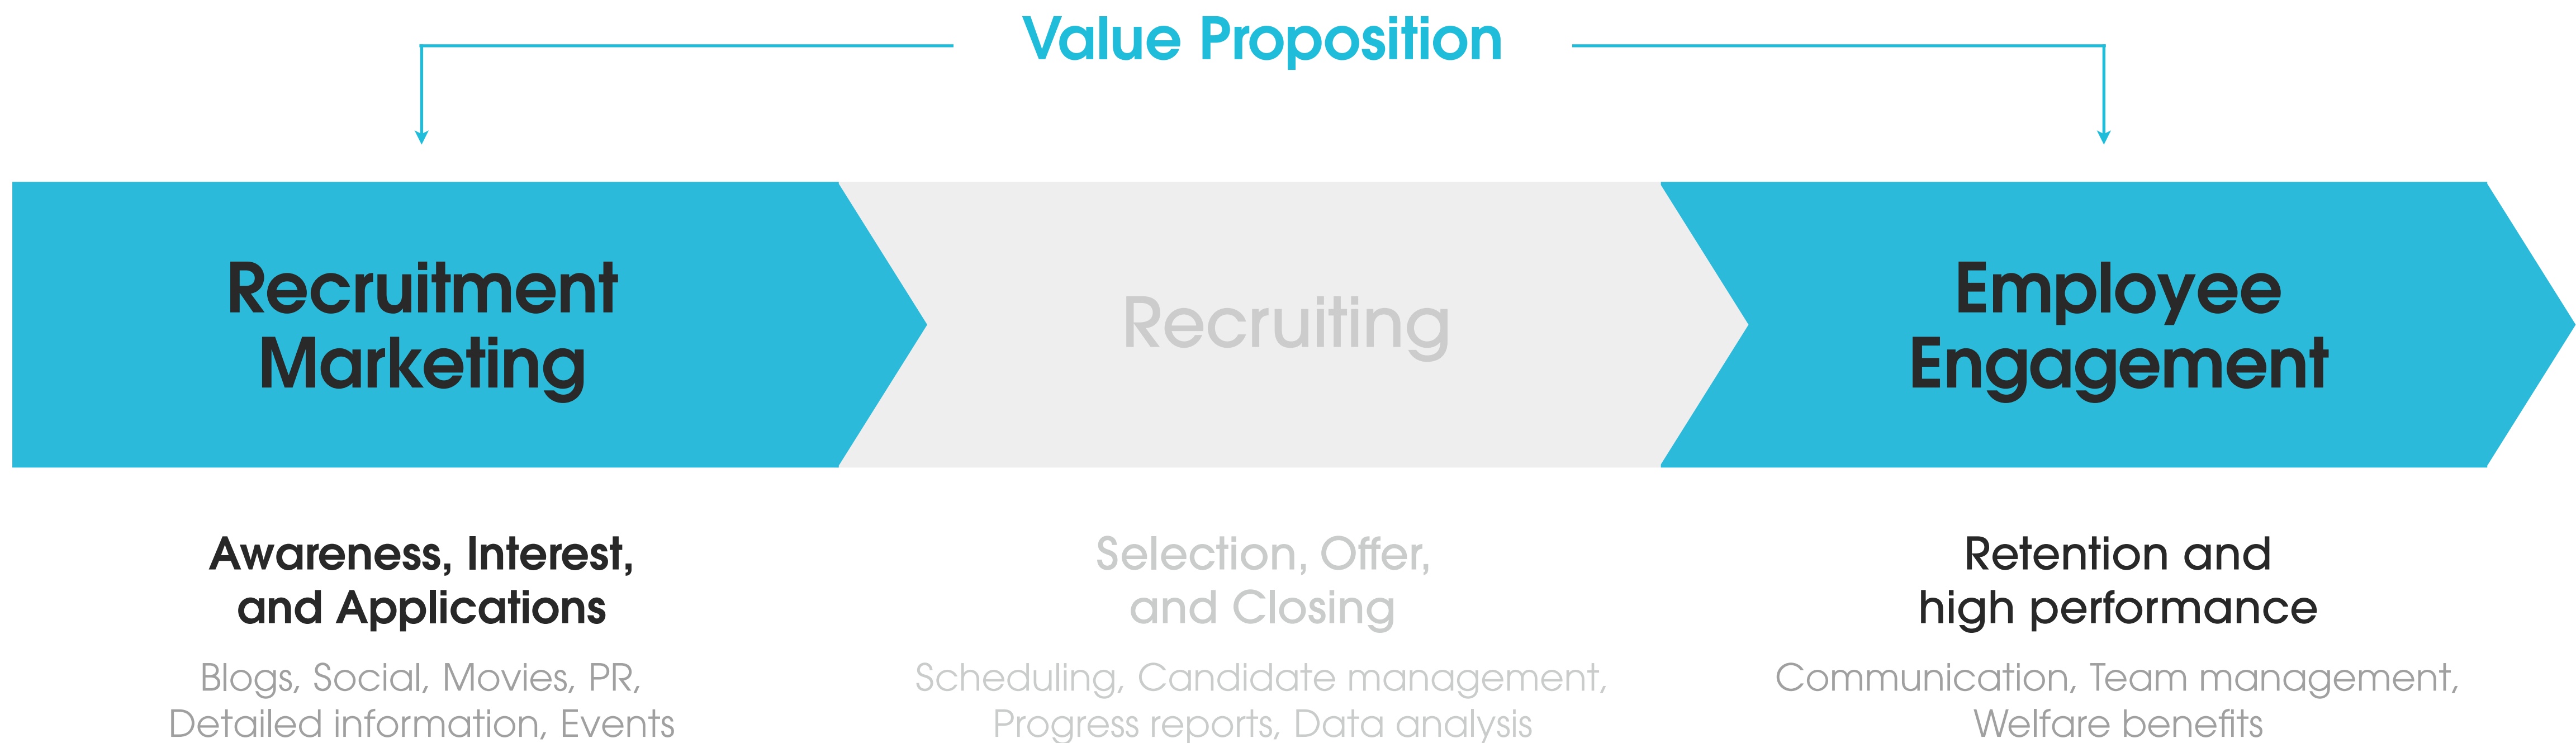 Value Proposition
Recruitment
Marketing
Recruiting
Employee
Engagement
Awareness, Interest,
and Applications
Selection, Offer,
and Closing
Retention and
high performance
Blogs, Social, Movies, PR,
Detailed information, Events
Scheduling, Candidate management,
Progress reports, Data analysis
Communication, Team management,
Welfare benefits